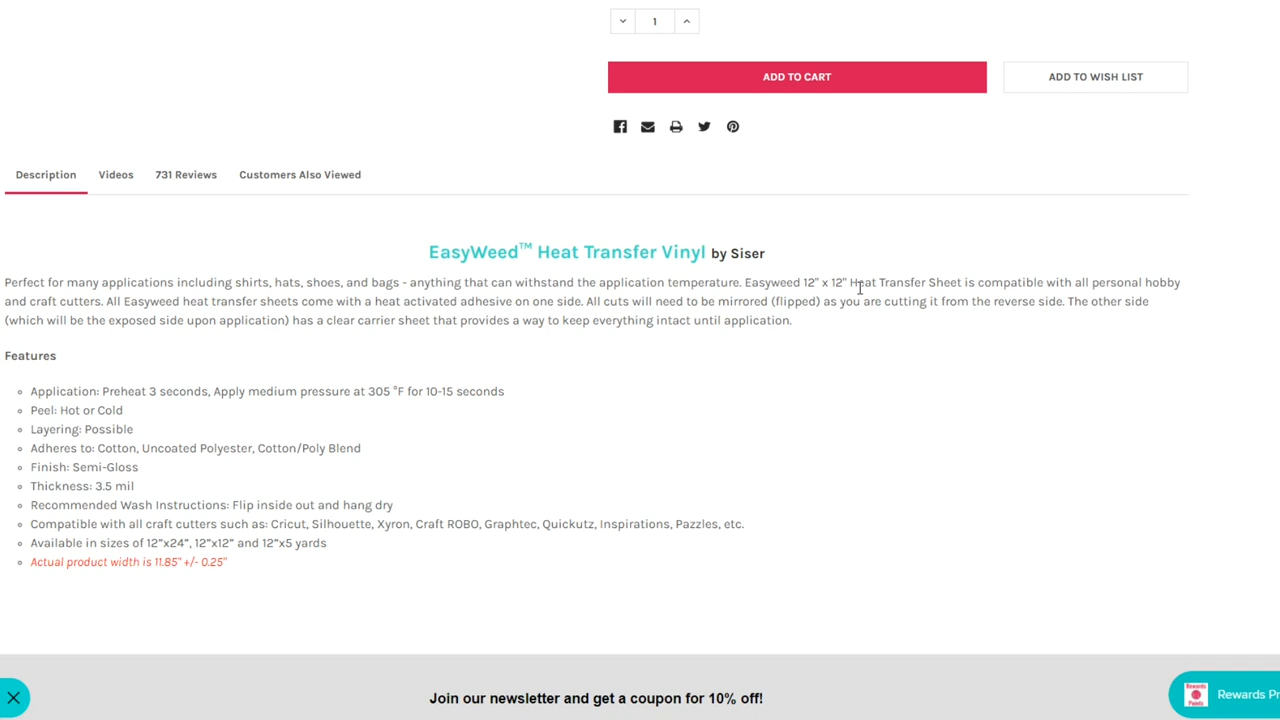 1
ADD TO CART
ADD TO WISH LIST
Description Videos 731 Reviews Customers Also Viewed
EasyWeed™ Heat Transfer Vinyl by Siser
Perfect for many applications including shirts, hats, shoes, and bags - anything that can withstand the application temperature. Easyweed 12" x 12" Heat Transfer Sheet is compatible with all personal hobby
and craft cutters. All Easyweed heat transfer sheets come with a heat activated adhesive on one side. All cuts will need to be mirrored (flipped) as you are cutting it from the reverse side. The other side
(which will be the exposed side upon application) has a clear carrier sheet that provides a way to keep everything intact until application.
Features
Application: Preheat 3 seconds, Apply medium pressure at 305 °F for 10-15 seconds
Peel: Hot or Cold
Layering: Possible
Adheres to: Cotton, Uncoated Polyester, Cotton/Poly Blend
Finish: Semi-Gloss
Thickness: 3.5 mil
Recommended Wash Instructions: Flip inside out and hang dry
Compatible with all craft cutters such as: Cricut, Silhouette, Xyron, Craft ROBO, Graphtec, Quickutz, Inspirations, Pazzles, etc.
Available in sizes of 12”x24”, 12”x12” and 12”x5 yards
Actual product width is 11.85" +/- 0.25"
Join our newsletter and get a coupon for 10% off!
Rewards Points
Rewards Pr